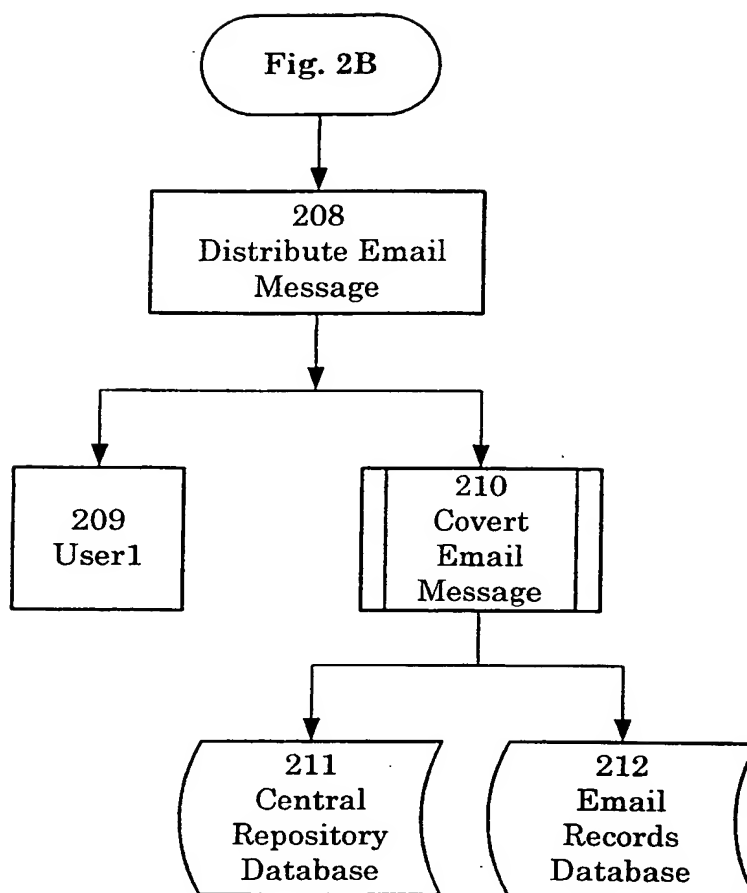 Fig. 2B
208
Distribute Email
Message
209
User1
210
Covert
Email
Message
211
Central
Repository
Database
212
Email
Records
Database